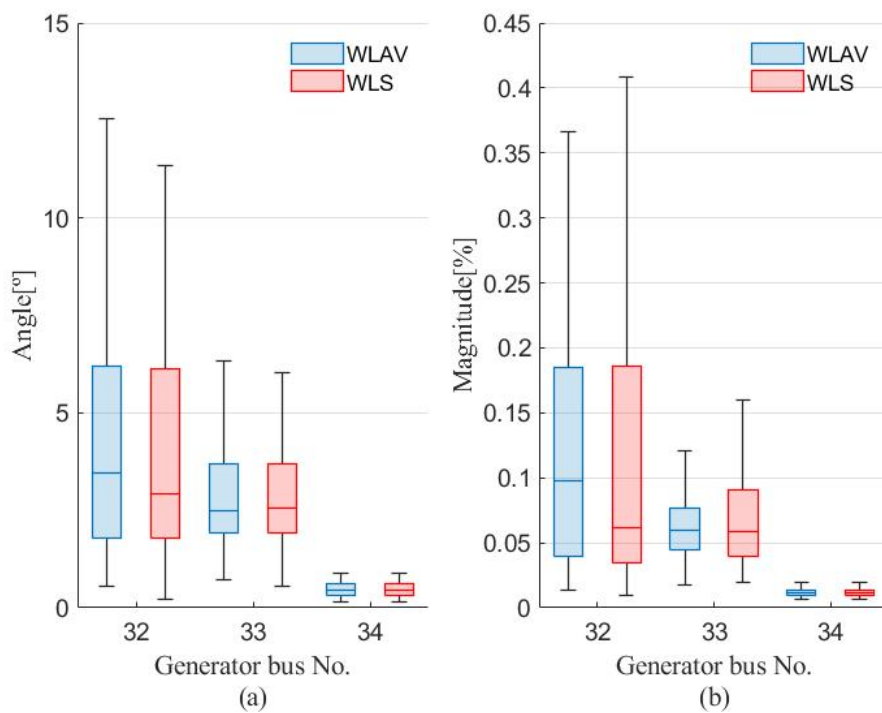 15
10
5
0
Angle[º]
WLAV
WLS
32 33 34
Generator bus No.
(a)
0.45
0.4
0.35
0.3
0.25
0.2
0.15
0.1
0.05
0
Magnitude[%]
WLAV
WLS
32 33 34
Generator bus No.
(b)